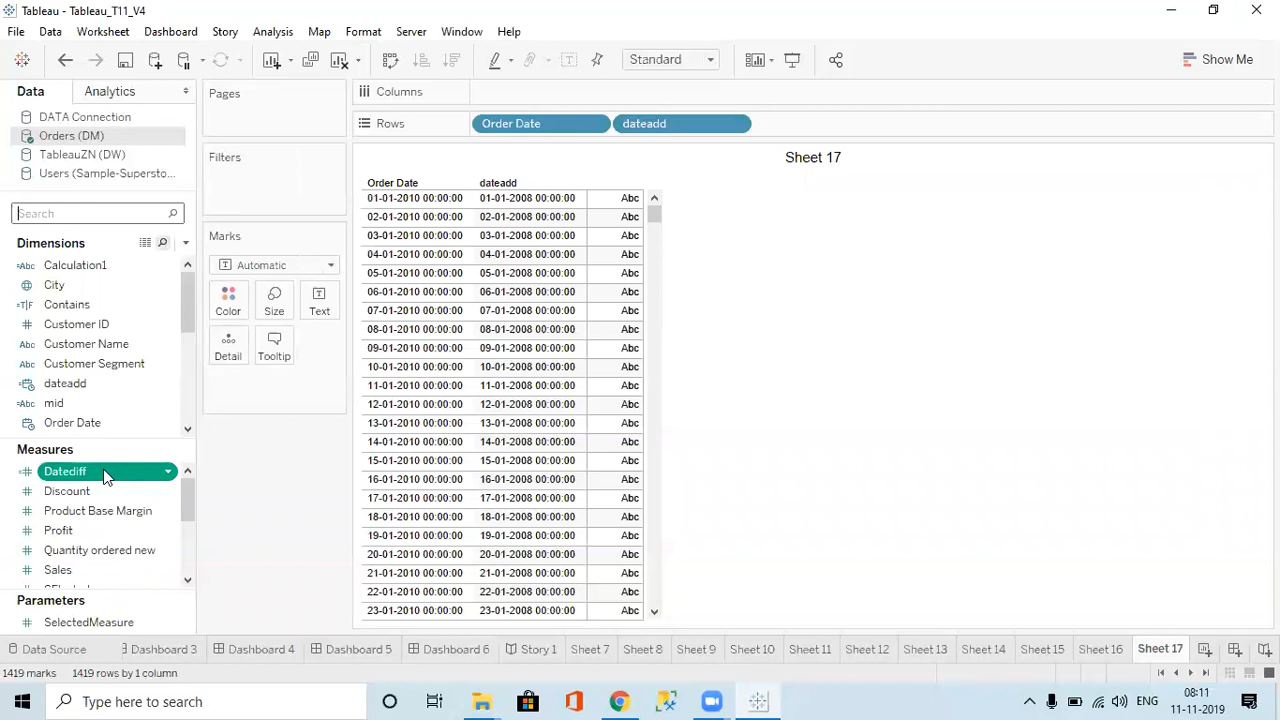 Tableau - Tableau_T11_V4
File Data Worksheet Dashboard Story Analysis Map Format Server Window Help
Standard Show Me
Data Analytics
DATA Connection
Orders (DM)
TableauZN (DW)
Users (Sample-Supersto...
Search
Dimensions
Calculation1
City
Contains
Customer ID
Customer Name
Customer Segment
dateadd
mid
Order Date
Measures
Datediff
Discount
Product Base Margin
Profit
Quantity ordered new
Sales
Parameters
SelectedMeasure
Pages
Filters
Marks
Automatic
Color Size Text
Detail Tooltip
Columns
Rows Order Date dateadd
Sheet 17
Order Date dateadd
01-01-2010 00:00:00 01-01-2008 00:00:00 Abc
02-01-2010 00:00:00 02-01-2008 00:00:00 Abc
03-01-2010 00:00:00 03-01-2008 00:00:00 Abc
04-01-2010 00:00:00 04-01-2008 00:00:00 Abc
05-01-2010 00:00:00 05-01-2008 00:00:00 Abc
06-01-2010 00:00:00 06-01-2008 00:00:00 Abc
07-01-2010 00:00:00 07-01-2008 00:00:00 Abc
08-01-2010 00:00:00 08-01-2008 00:00:00 Abc
09-01-2010 00:00:00 09-01-2008 00:00:00 Abc
10-01-2010 00:00:00 10-01-2008 00:00:00 Abc
11-01-2010 00:00:00 11-01-2008 00:00:00 Abc
12-01-2010 00:00:00 12-01-2008 00:00:00 Abc
13-01-2010 00:00:00 13-01-2008 00:00:00 Abc
14-01-2010 00:00:00 14-01-2008 00:00:00 Abc
15-01-2010 00:00:00 15-01-2008 00:00:00 Abc
16-01-2010 00:00:00 16-01-2008 00:00:00 Abc
17-01-2010 00:00:00 17-01-2008 00:00:00 Abc
18-01-2010 00:00:00 18-01-2008 00:00:00 Abc
19-01-2010 00:00:00 19-01-2008 00:00:00 Abc
20-01-2010 00:00:00 20-01-2008 00:00:00 Abc
21-01-2010 00:00:00 21-01-2008 00:00:00 Abc
22-01-2010 00:00:00 22-01-2008 00:00:00 Abc
23-01-2010 00:00:00 23-01-2008 00:00:00 Abc
Data Source Dashboard 3 Dashboard 4 Dashboard 5 Dashboard 6 Story 1 Sheet 7 Sheet 8 Sheet 9 Sheet 10 Sheet 11 Sheet 12 Sheet 13 Sheet 14 Sheet 15 Sheet 16 Sheet 17
1419 marks 1419 rows by 1 column
Type here to search
ENG
08:11
11-11-2019